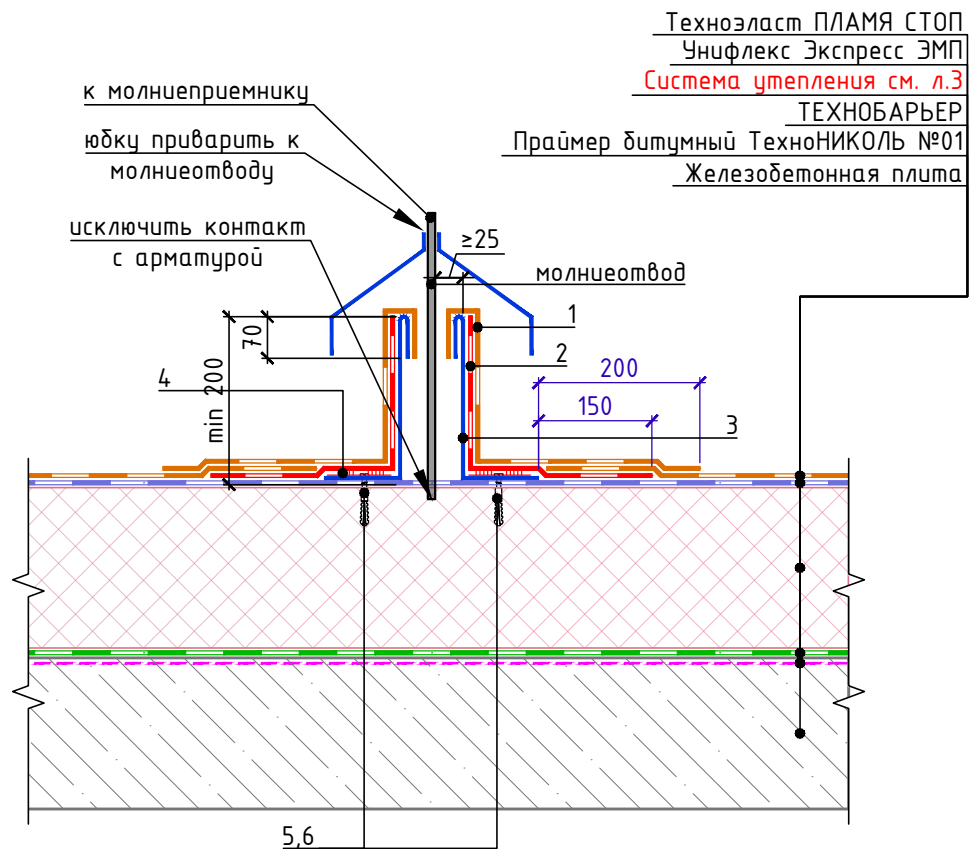 Техноэласт ПЛАМЯ СТОП
Унифлекс Экспресс ЭМП
Система утепления см. л.3
ТЕХНОБАРЬЕР
Праймер битумный ТехноНИКОЛЬ №01
Железобетонная плита
к молниеприемнику
юбку приварить к
молниеотводу
исключить контакт
с арматурой
≥25
молниеотвод
1
70
2
200
4
min 200
150
3
5,6